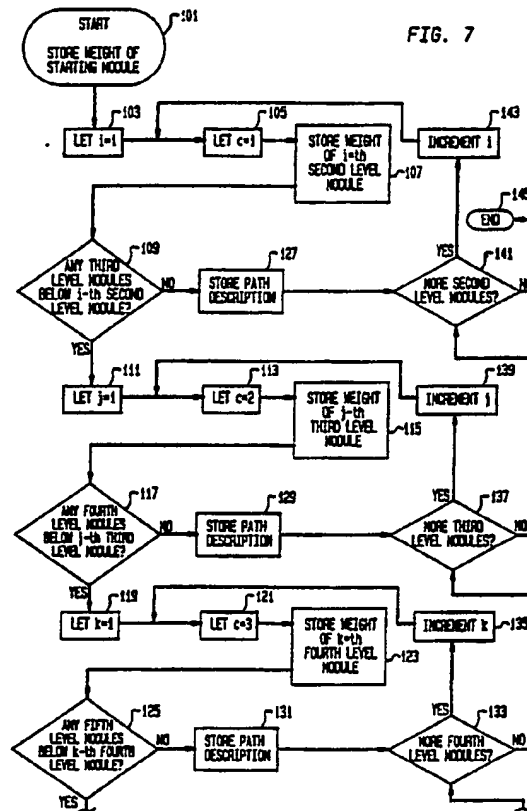 START
101
STORE WEIGHT OF
STARTING MODULE
FIG. 7
103
LET i=1
105
LET c=1
STORE WEIGHT
OF i-th
SECOND LEVEL
MODULE
107
143
INCREMENT i
145
END
109
ANY THIRD
LEVEL MODULES
BELOW i-th SECOND
LEVEL MODULE?
NO
YES
127
STORE PATH
DESCRIPTION
YES
141
MORE SECOND
LEVEL MODULES?
111
LET j=1
113
LET c=2
STORE WEIGHT
OF j-th
THIRD LEVEL
MODULE
115
139
INCREMENT j
117
ANY FOURTH
LEVEL MODULES
BELOW j-th THIRD
LEVEL MODULE?
NO
YES
129
STORE PATH
DESCRIPTION
YES
137
MORE THIRD
LEVEL MODULES?
NO
119
LET k=1
121
LET c=3
STORE WEIGHT
OF k-th
FOURTH LEVEL
MODULE
123
INCREMENT k
135
125
ANY FIFTH
LEVEL MODULES
BELOW k-th FOURTH
LEVEL MODULE?
NO
YES
131
STORE PATH
DESCRIPTION
YES
133
MORE FOURTH
LEVEL MODULES?
NO